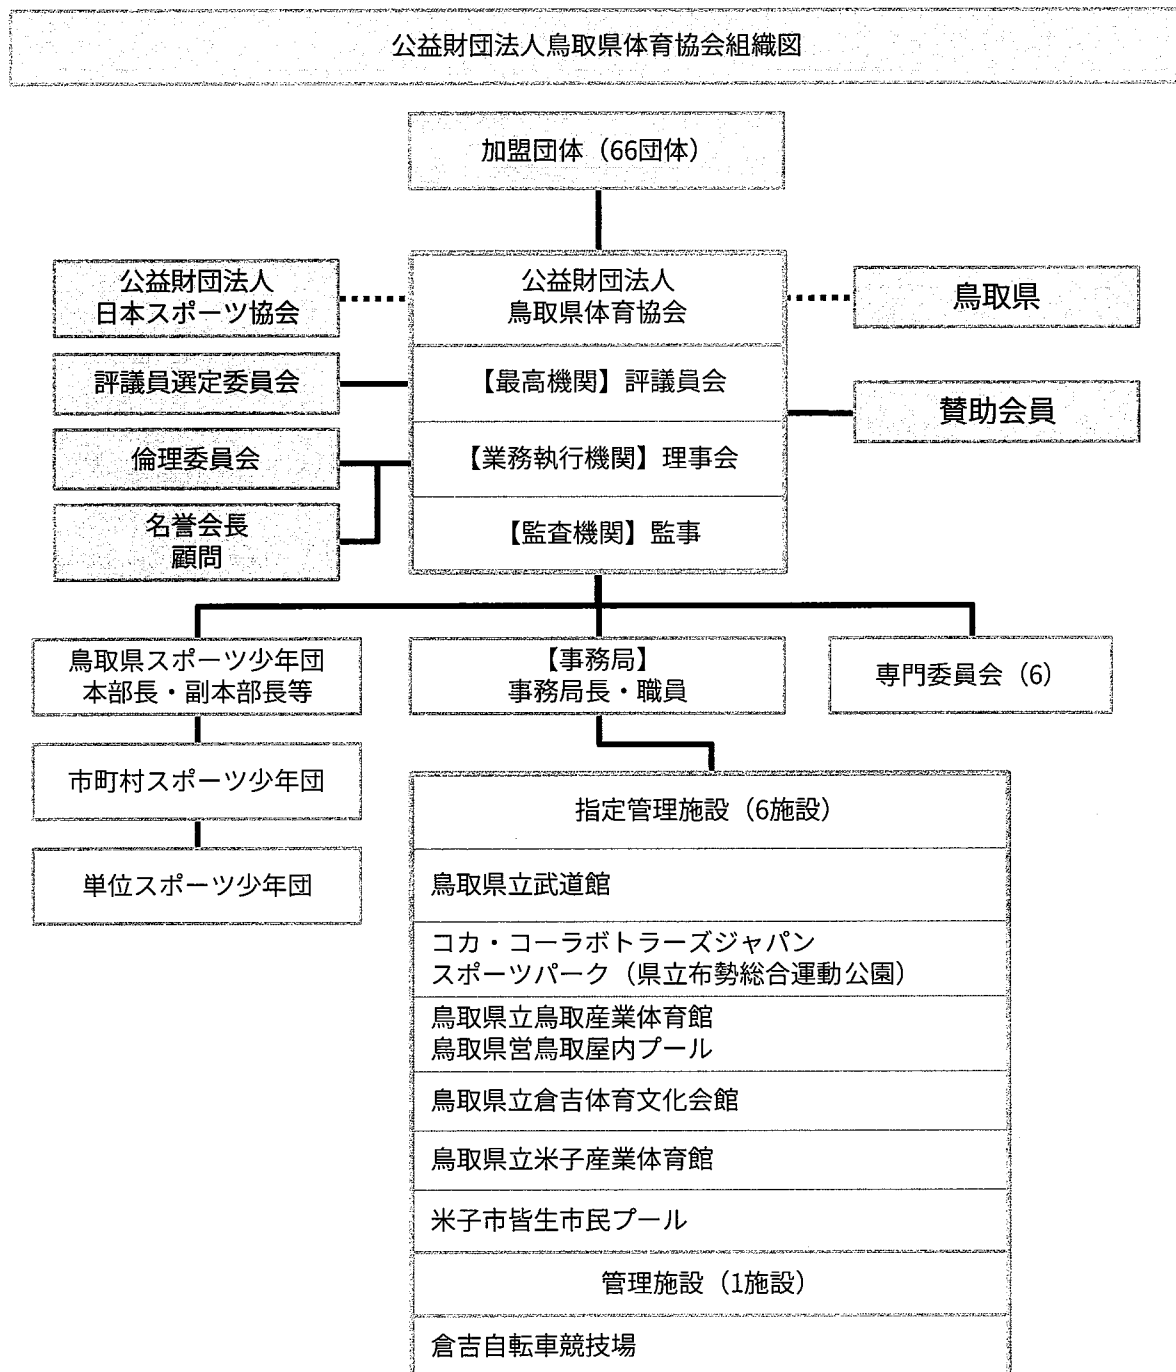 公益財団法人鳥取県体育協会組織図
加盟団体（66団体）
公益財団法人
日本スポーツ協会
公益財団法人
鳥取県体育協会
鳥取県
評議員選定委員会
【最高機関】評議員会
賛助会員
倫理委員会
【業務執行機関】理事会
名誉会長
顧問
【監査機関】監事
鳥取県スポーツ少年団
本部長・副本部長等
【事務局】
事務局長・職員
専門委員会（6）
市町村スポーツ少年団
単位スポーツ少年団
指定管理施設（6施設）
鳥取県立武道館
コカ・コーラボトラーズジャパン
スポーツパーク（県立布勢総合運動公園）
鳥取県立鳥取産業体育館
鳥取県営鳥取屋内プール
鳥取県立倉吉体育文化会館
鳥取県立米子産業体育館
米子市皆生市民プール
管理施設（1施設）
倉吉自転車競技場